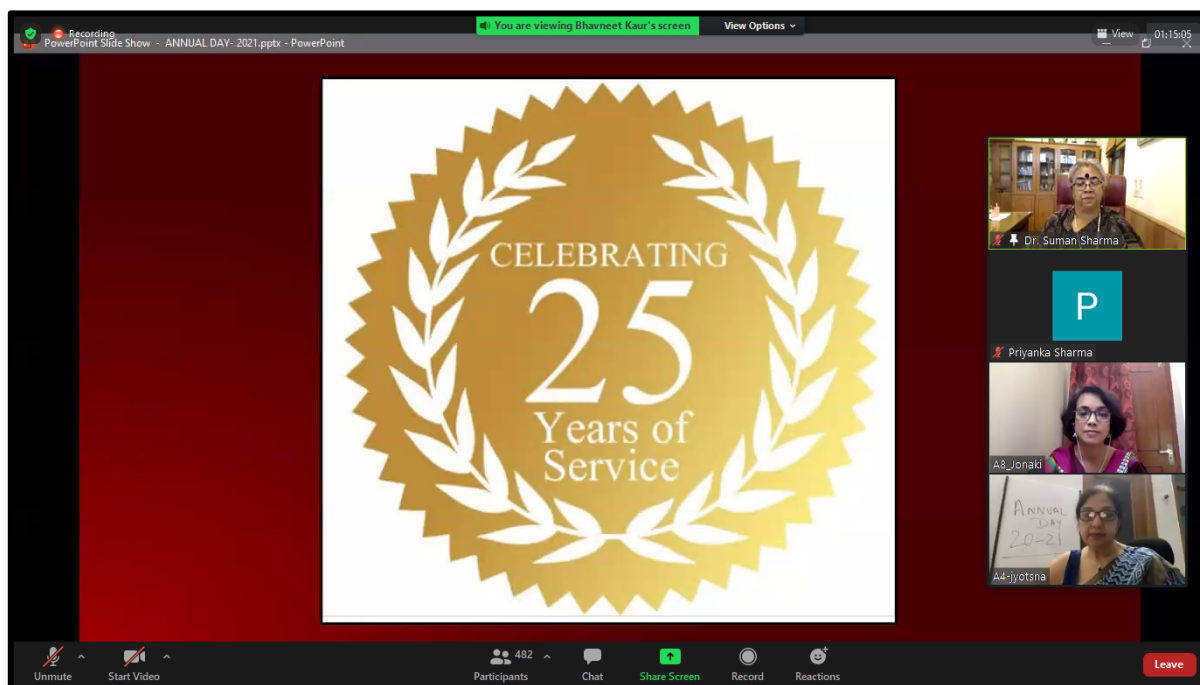 You are viewing Bhavneet Kaur's screen
View Options
Recording
View
01:15:05
PowerPoint Slide Show - ANNUAL DAY- 2021.pptx - PowerPoint
CELEBRATING
25
Years of
Service
Dr. Suman Sharma
P
Priyanka Sharma
A8_Jonaki
ANNUAL
DAY
20-21
A4-jyotsna
Unmute
Start Video
482
Participants
Chat
Share Screen
Record
Reactions
Leave